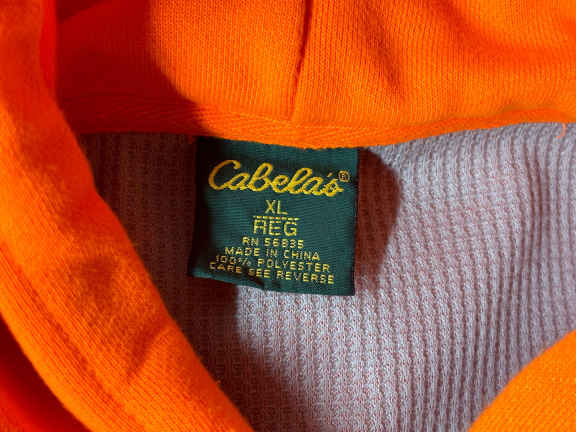 Cabela's®
XL
REG
RN 56835
MADE IN CHINA
100% POLYESTER
CARE SEE REVERSE